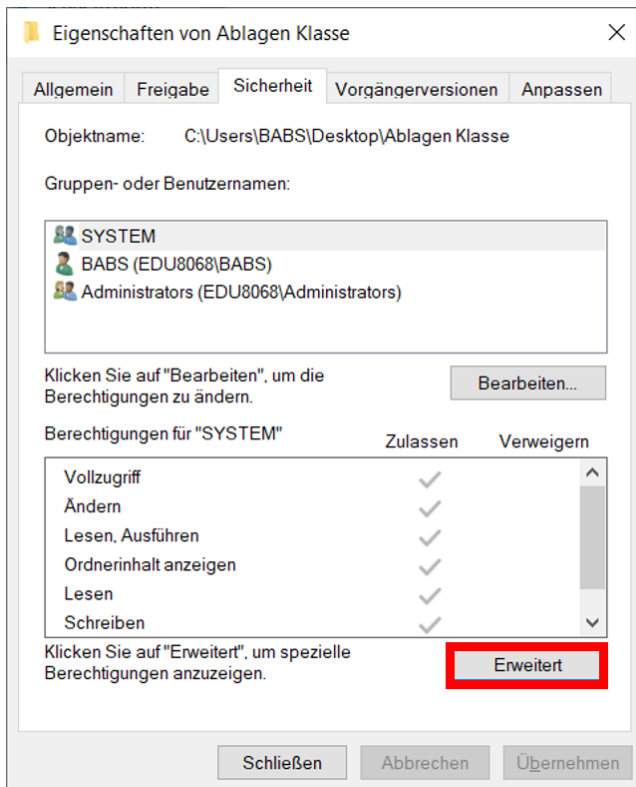 Eigenschaften von Ablagen Klasse
Allgemein Freigabe Sicherheit Vorgängerversionen Anpassen
Objektname: C:\Users\BABS\Desktop\Ablagen Klasse
Gruppen- oder Benutzernamen:
SYSTEM
BABS (EDU8068\BABS)
Administrators (EDU8068\Administrators)
Klicken Sie auf "Bearbeiten", um die
Berechtigungen zu ändern.
Bearbeiten...
Berechtigungen für "SYSTEM" Zulassen Verweigern
Vollzugriff
Ändern
Lesen, Ausführen
Ordnerinhalt anzeigen
Lesen
Schreiben
Klicken Sie auf "Erweitert", um spezielle
Berechtigungen anzuzeigen.
Erweitert
Schließen Abbrechen Übernehmen